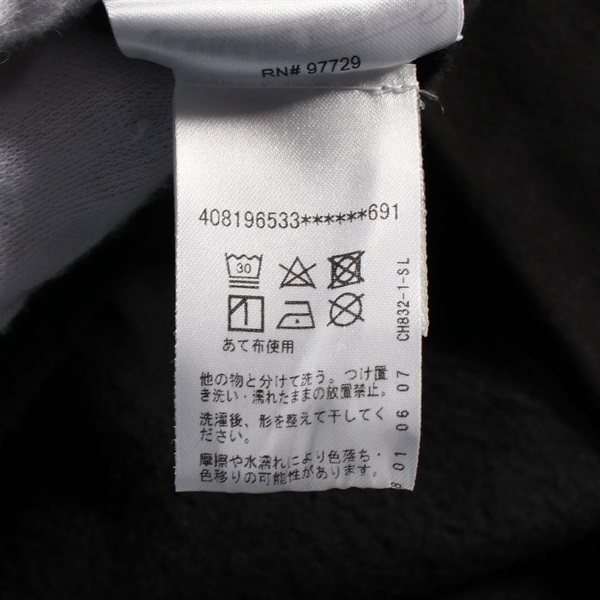 RN# 97729
408196533******691
30
あて布使用
他の物と分けて洗う。つけ置
き洗い・濡れたままの放置禁止。
洗濯後、形を整えて干してく
ださい。
摩擦や水濡れにより色落ち・
色移りの可能性があります。
CH832-1-SL
01 06 07